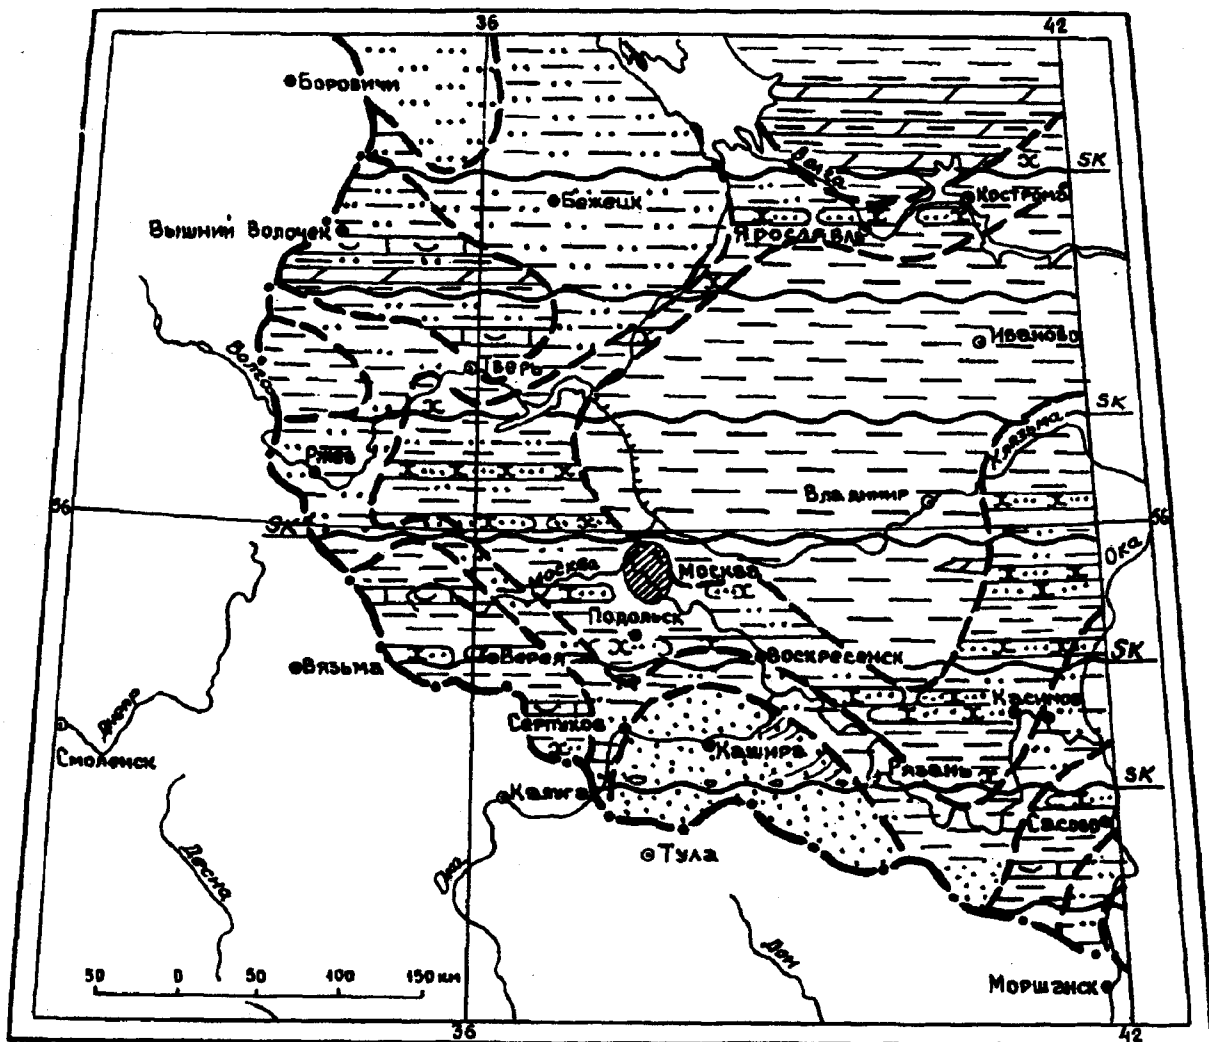 36
42
Боровичи
Волга
SK
Кострома
Бежецк
Вышний Волочек
Ярославль
Иваново
Волга
Тверь
SK
Клязьма
Ржев
Владимир
56
SK
56
Ока
Москва
Москва
Подольск
Верея
Воскресенск
SK
Вязьма
Касимов
Днепр
Серпухов
Смоленск
Кашира
Рязань
SK
Калуга
Сасово
Тула
Десна
Ока
Дон
50
0
50
100
150 км
Моршанск
36
42